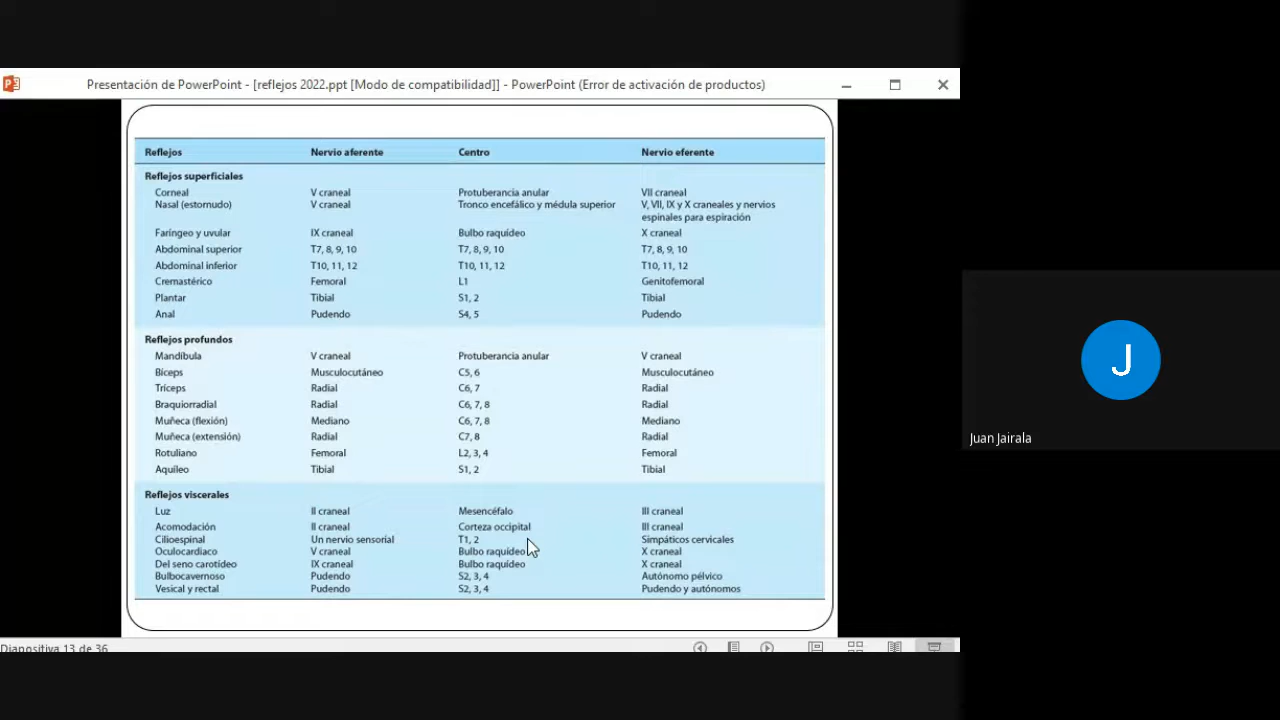 Presentación de PowerPoint - [reflejos 2022.ppt [Modo de compatibilidad]] - PowerPoint (Error de activación de productos)
Reflejos Nervio aferente Centro Nervio eferente
Reflejos superficiales
Corneal V craneal Protuberancia anular VII craneal
Nasal (estornudo) V craneal Tronco encefálico y médula superior V, VII, IX y X craneales y nervios
espinales para espiración
Faríngeo y uvular IX craneal Bulbo raquídeo X craneal
Abdominal superior T7, 8, 9, 10 T7, 8, 9, 10 T7, 8, 9, 10
Abdominal inferior T10, 11, 12 T10, 11, 12 T10, 11, 12
Cremastérico Femoral L1 Genitofemoral
Plantar Tibial S1, 2 Tibial
Anal Pudendo S4, 5 Pudendo
Reflejos profundos
Mandíbula V craneal Protuberancia anular V craneal
Bíceps Musculocutáneo C5, 6 Musculocutáneo
Tríceps Radial C6, 7 Radial
Braquiorradial Radial C6, 7, 8 Radial
Muñeca (flexión) Mediano C6, 7, 8 Mediano
Muñeca (extensión) Radial C7, 8 Radial
Rotuliano Femoral L2, 3, 4 Femoral
Aquíleo Tibial S1, 2 Tibial
Reflejos viscerales
Luz II craneal Mesencéfalo III craneal
Acomodación II craneal Corteza occipital III craneal
Cilioespinal Un nervio sensorial T1, 2 Simpáticos cervicales
Oculocardiaco V craneal Bulbo raquídeo X craneal
Del seno carotídeo IX craneal Bulbo raquídeo X craneal
Bulbocavernoso Pudendo S2, 3, 4 Autónomo pélvico
Vesical y rectal Pudendo S2, 3, 4 Pudendo y autónomos
Diapositiva 13 de 36
J
Juan Jairala